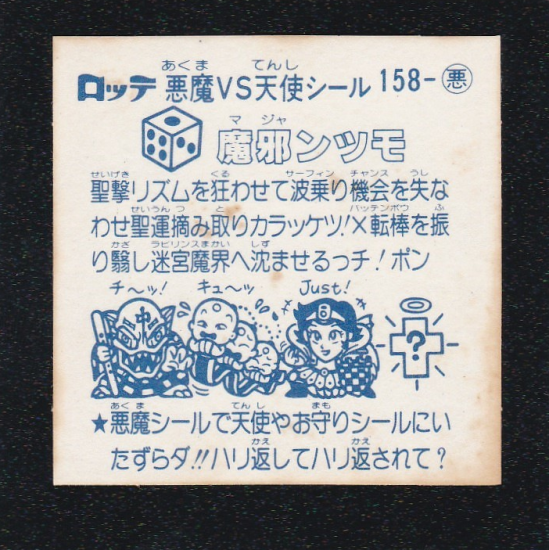 ロッテ 悪魔VS天使シール 158-悪
あくま てんし
魔邪ンツモ
マジャ
聖撃リズムを狂わせて波乗り機会を失な
せいげき くる サーフィン チャンス うし
わせ聖運摘み取りカラッケツ!×転棒を振
せいうんつ と バッテンボウ ふ
り翳し迷宮魔界へ沈ませるっチ!ポン
かざ ラビリンスまかい しず
チ〜ッ! キュ〜ッ Just!
中 8 ?
★悪魔シールで天使やお守りシールにい
あくま てんし まも
たずらダ!!ハリ返してハリ返されて?
かえ かえ